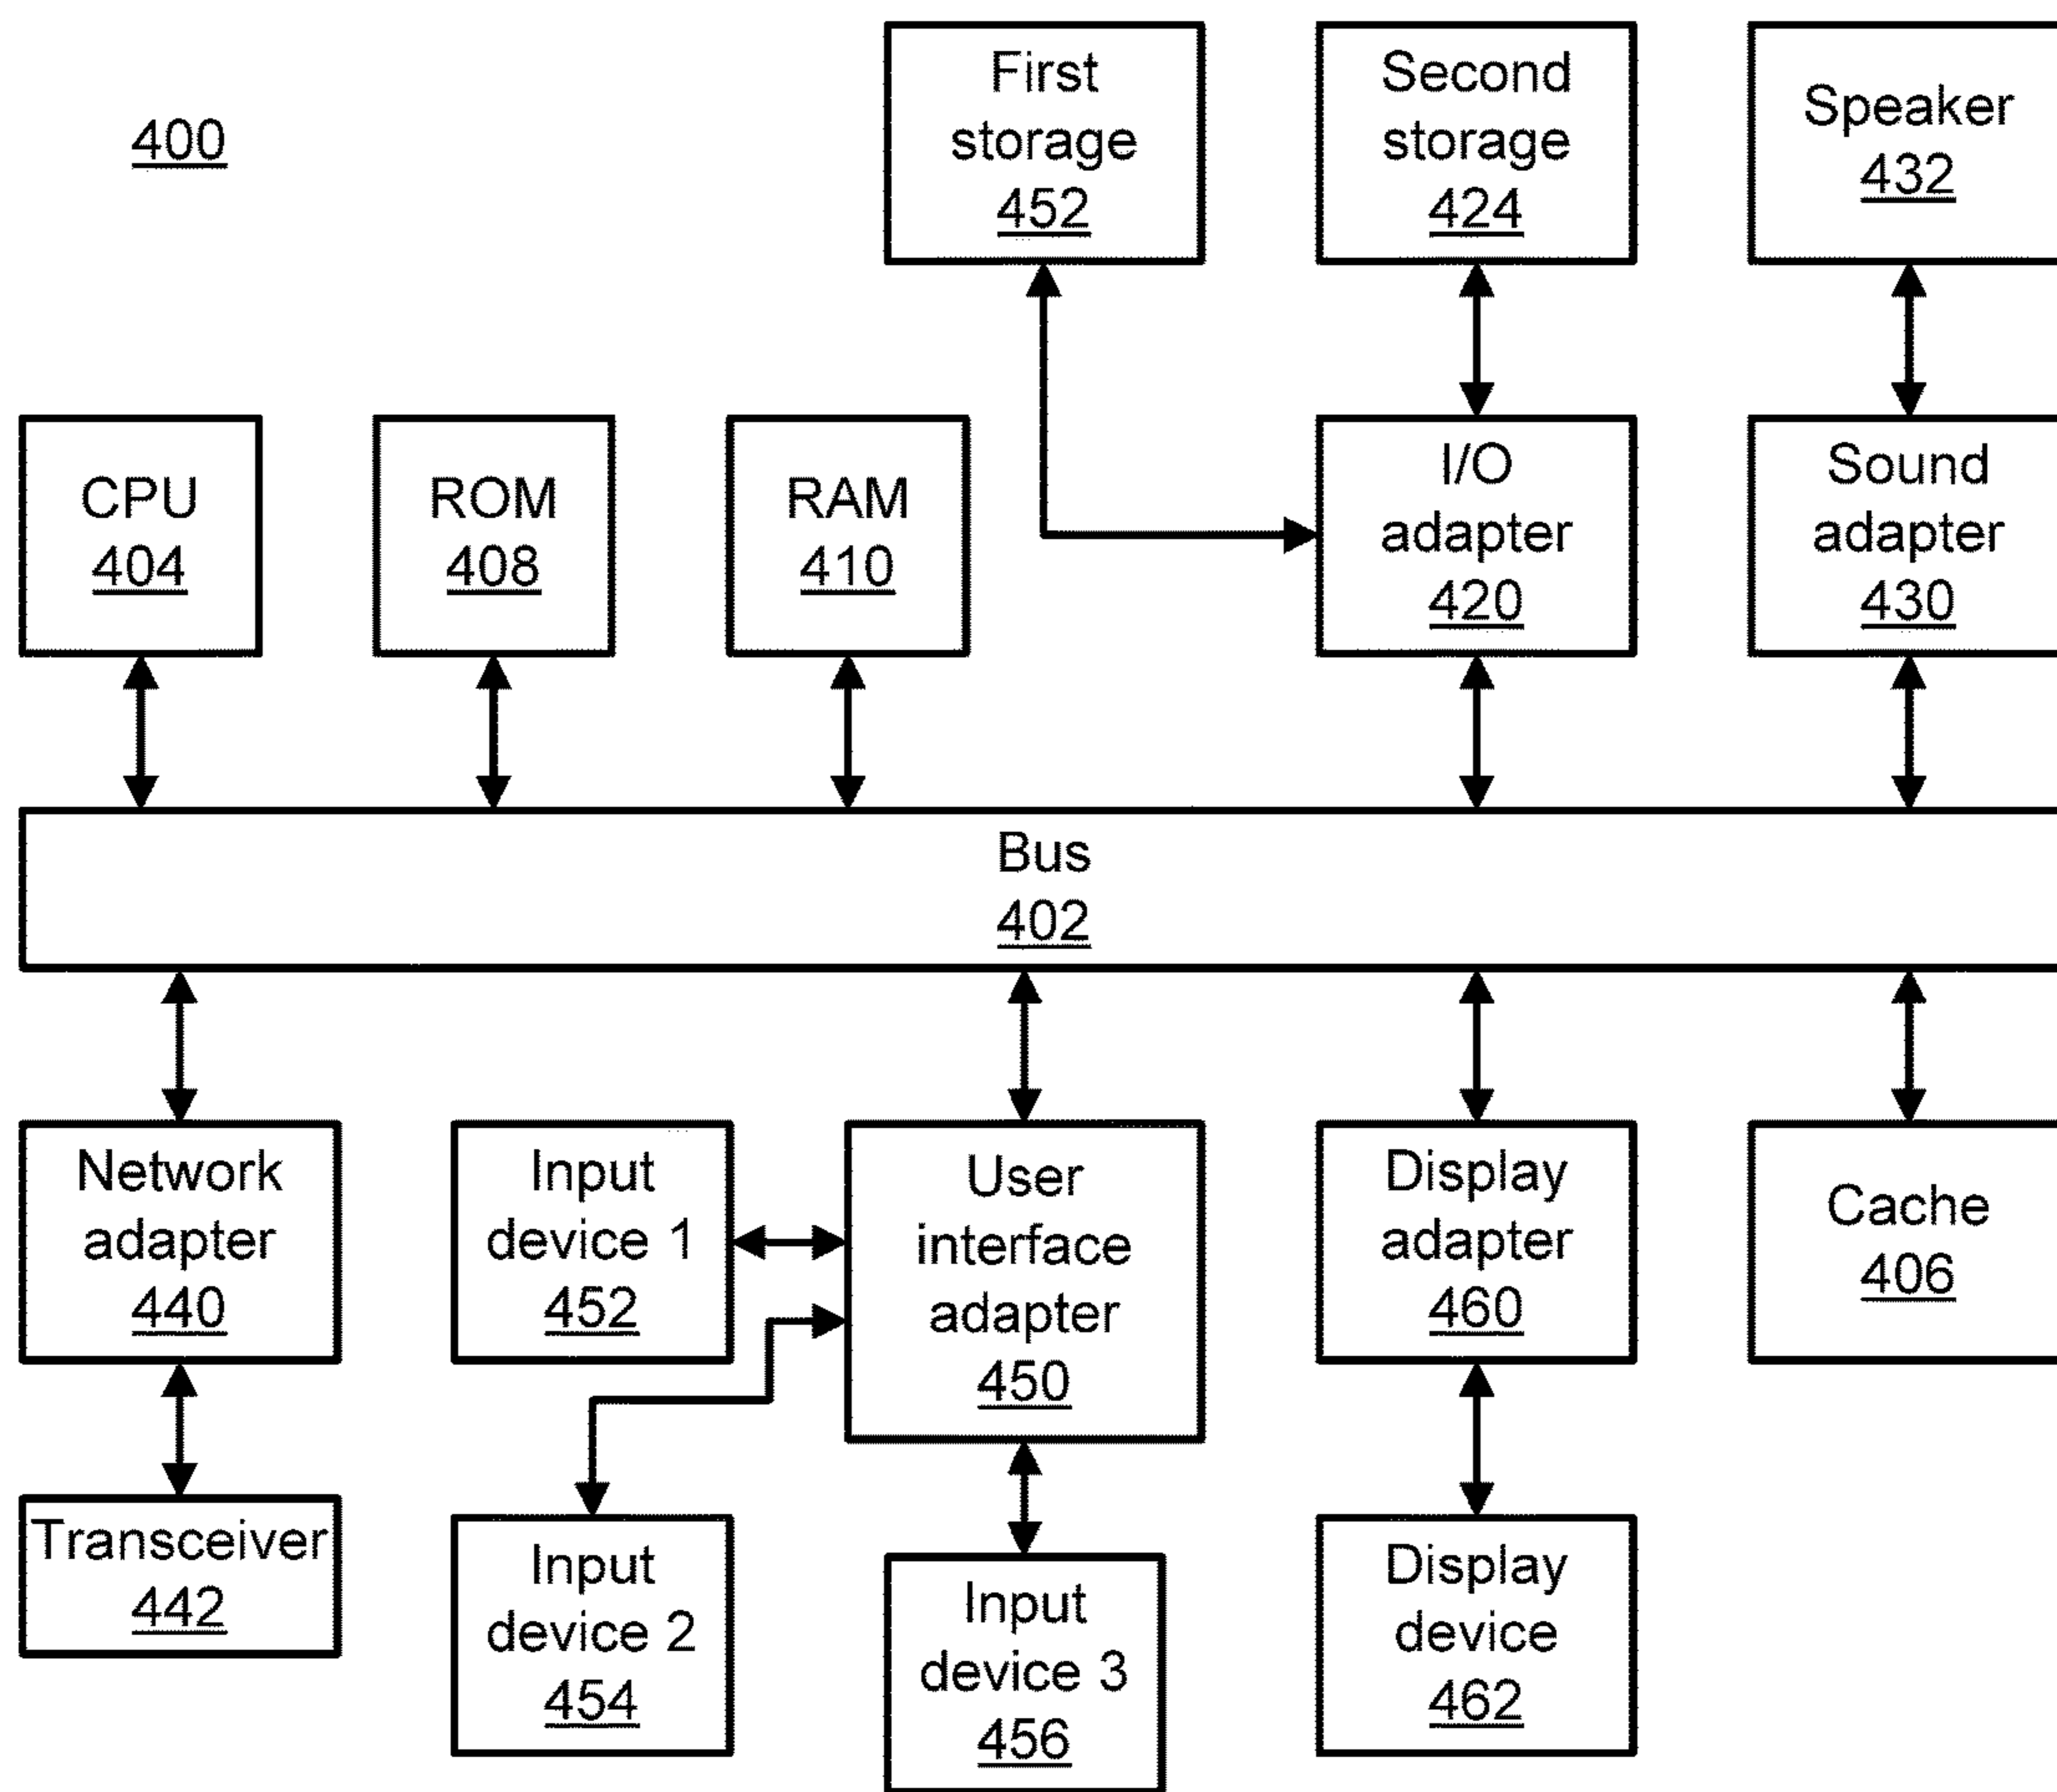 400
First
storage
452
Second
storage
424
Speaker
432
CPU
404
ROM
408
RAM
410
I/O
adapter
420
Sound
adapter
430
Bus
402
Network
adapter
440
Input
device 1
452
User
interface
adapter
450
Display
adapter
460
Cache
406
Transceiver
442
Input
device 2
454
Input
device 3
456
Display
device
462